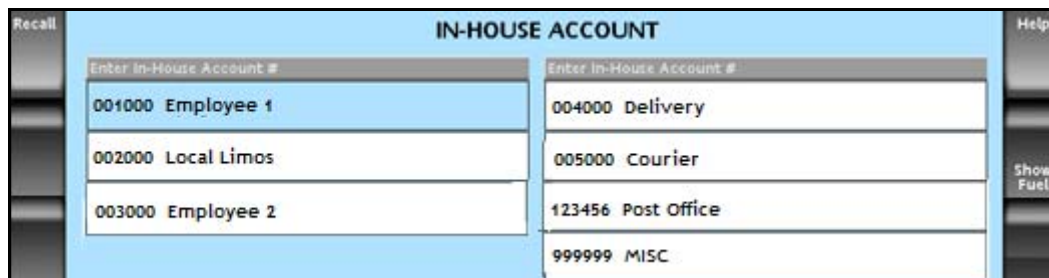 Recall
IN-HOUSE ACCOUNT
Help
Enter In-House Account #
001000 Employee 1
002000 Local Limos
003000 Employee 2
Enter In-House Account #
004000 Delivery
005000 Courier
123456 Post Office
999999 MISC
Show
Fuel